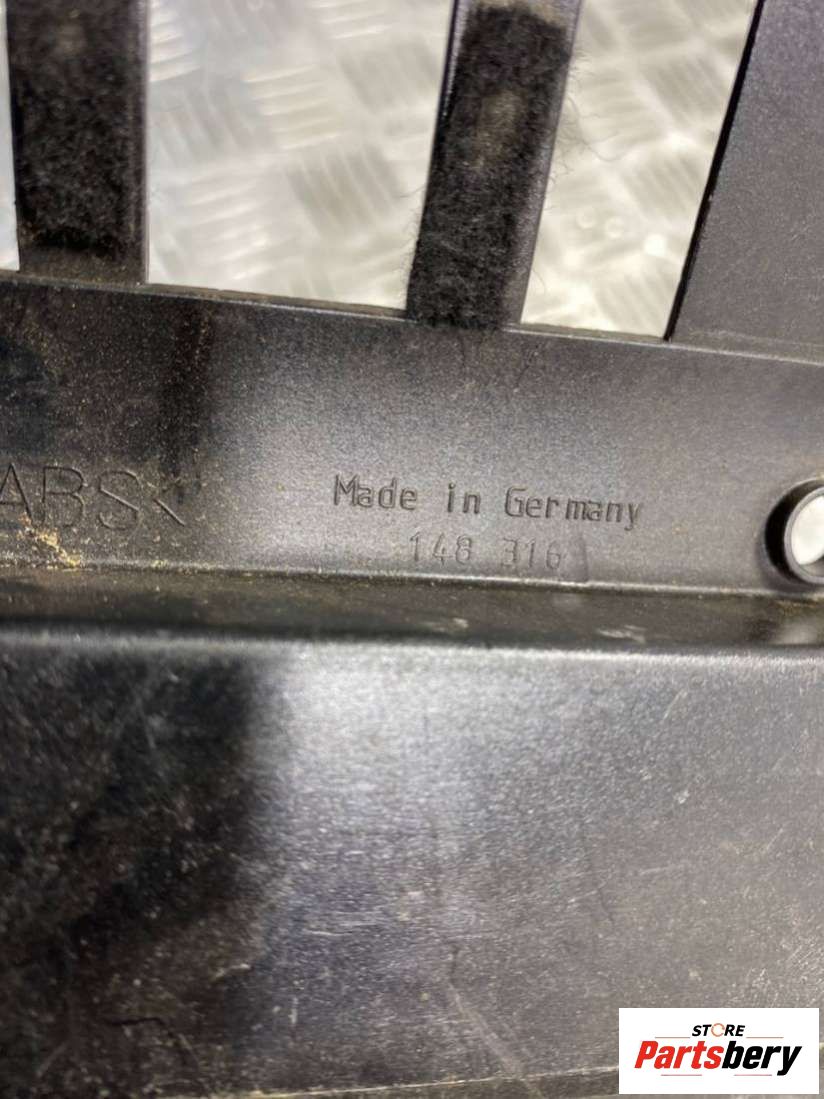 ABS<
Made in Germany
148 316
STORE
Partsbery